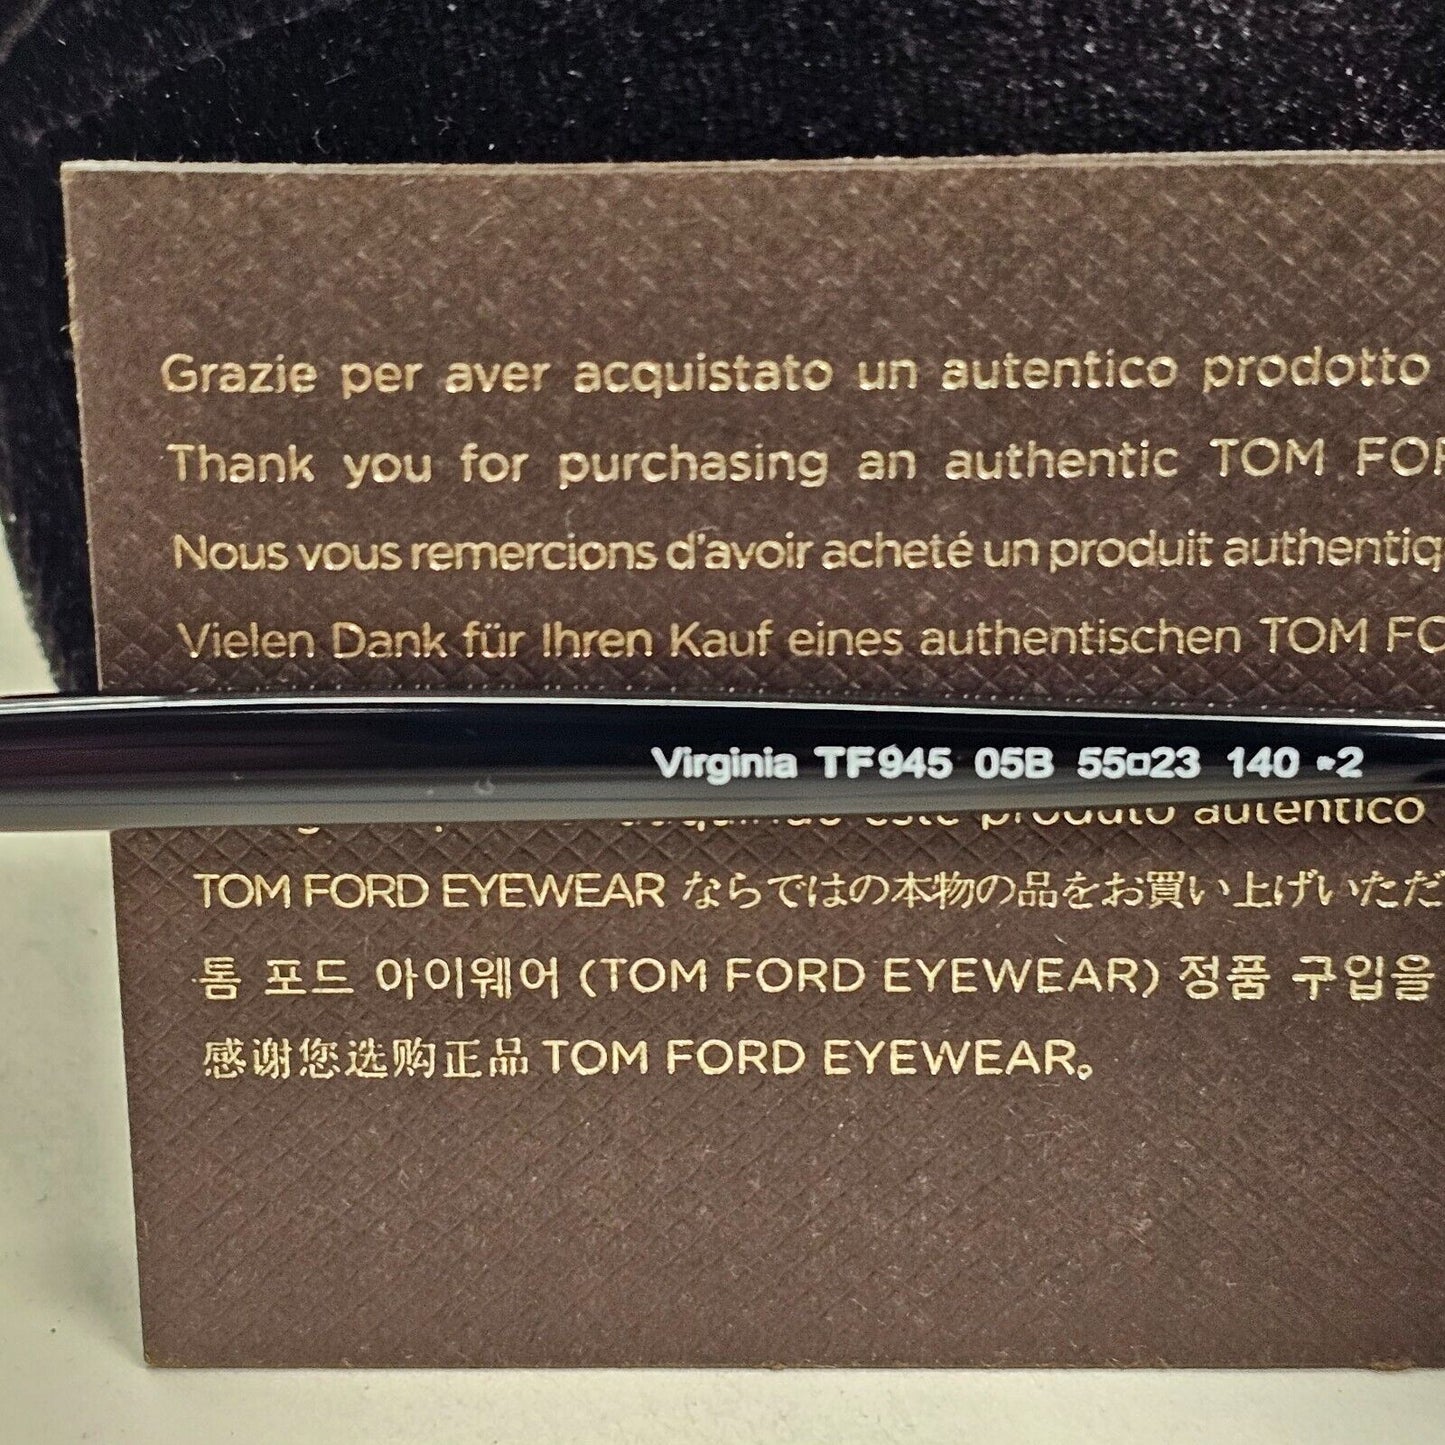 Grazie per aver acquistato un autentico prodotto
Thank you for purchasing an authentic TOM FOR
Nous vous remercions d'avoir acheté un produit authentiq
Vielen Dank für Ihren Kauf eines authentischen TOM FO
Virginia TF945 05B 55□23 140 *2
este produto autentico
TOM FORD EYEWEAR ならではの本物の品をお買い上げいただ
톰 포드 아이웨어 (TOM FORD EYEWEAR) 정품 구입을
感谢您选购正品 TOM FORD EYEWEAR。